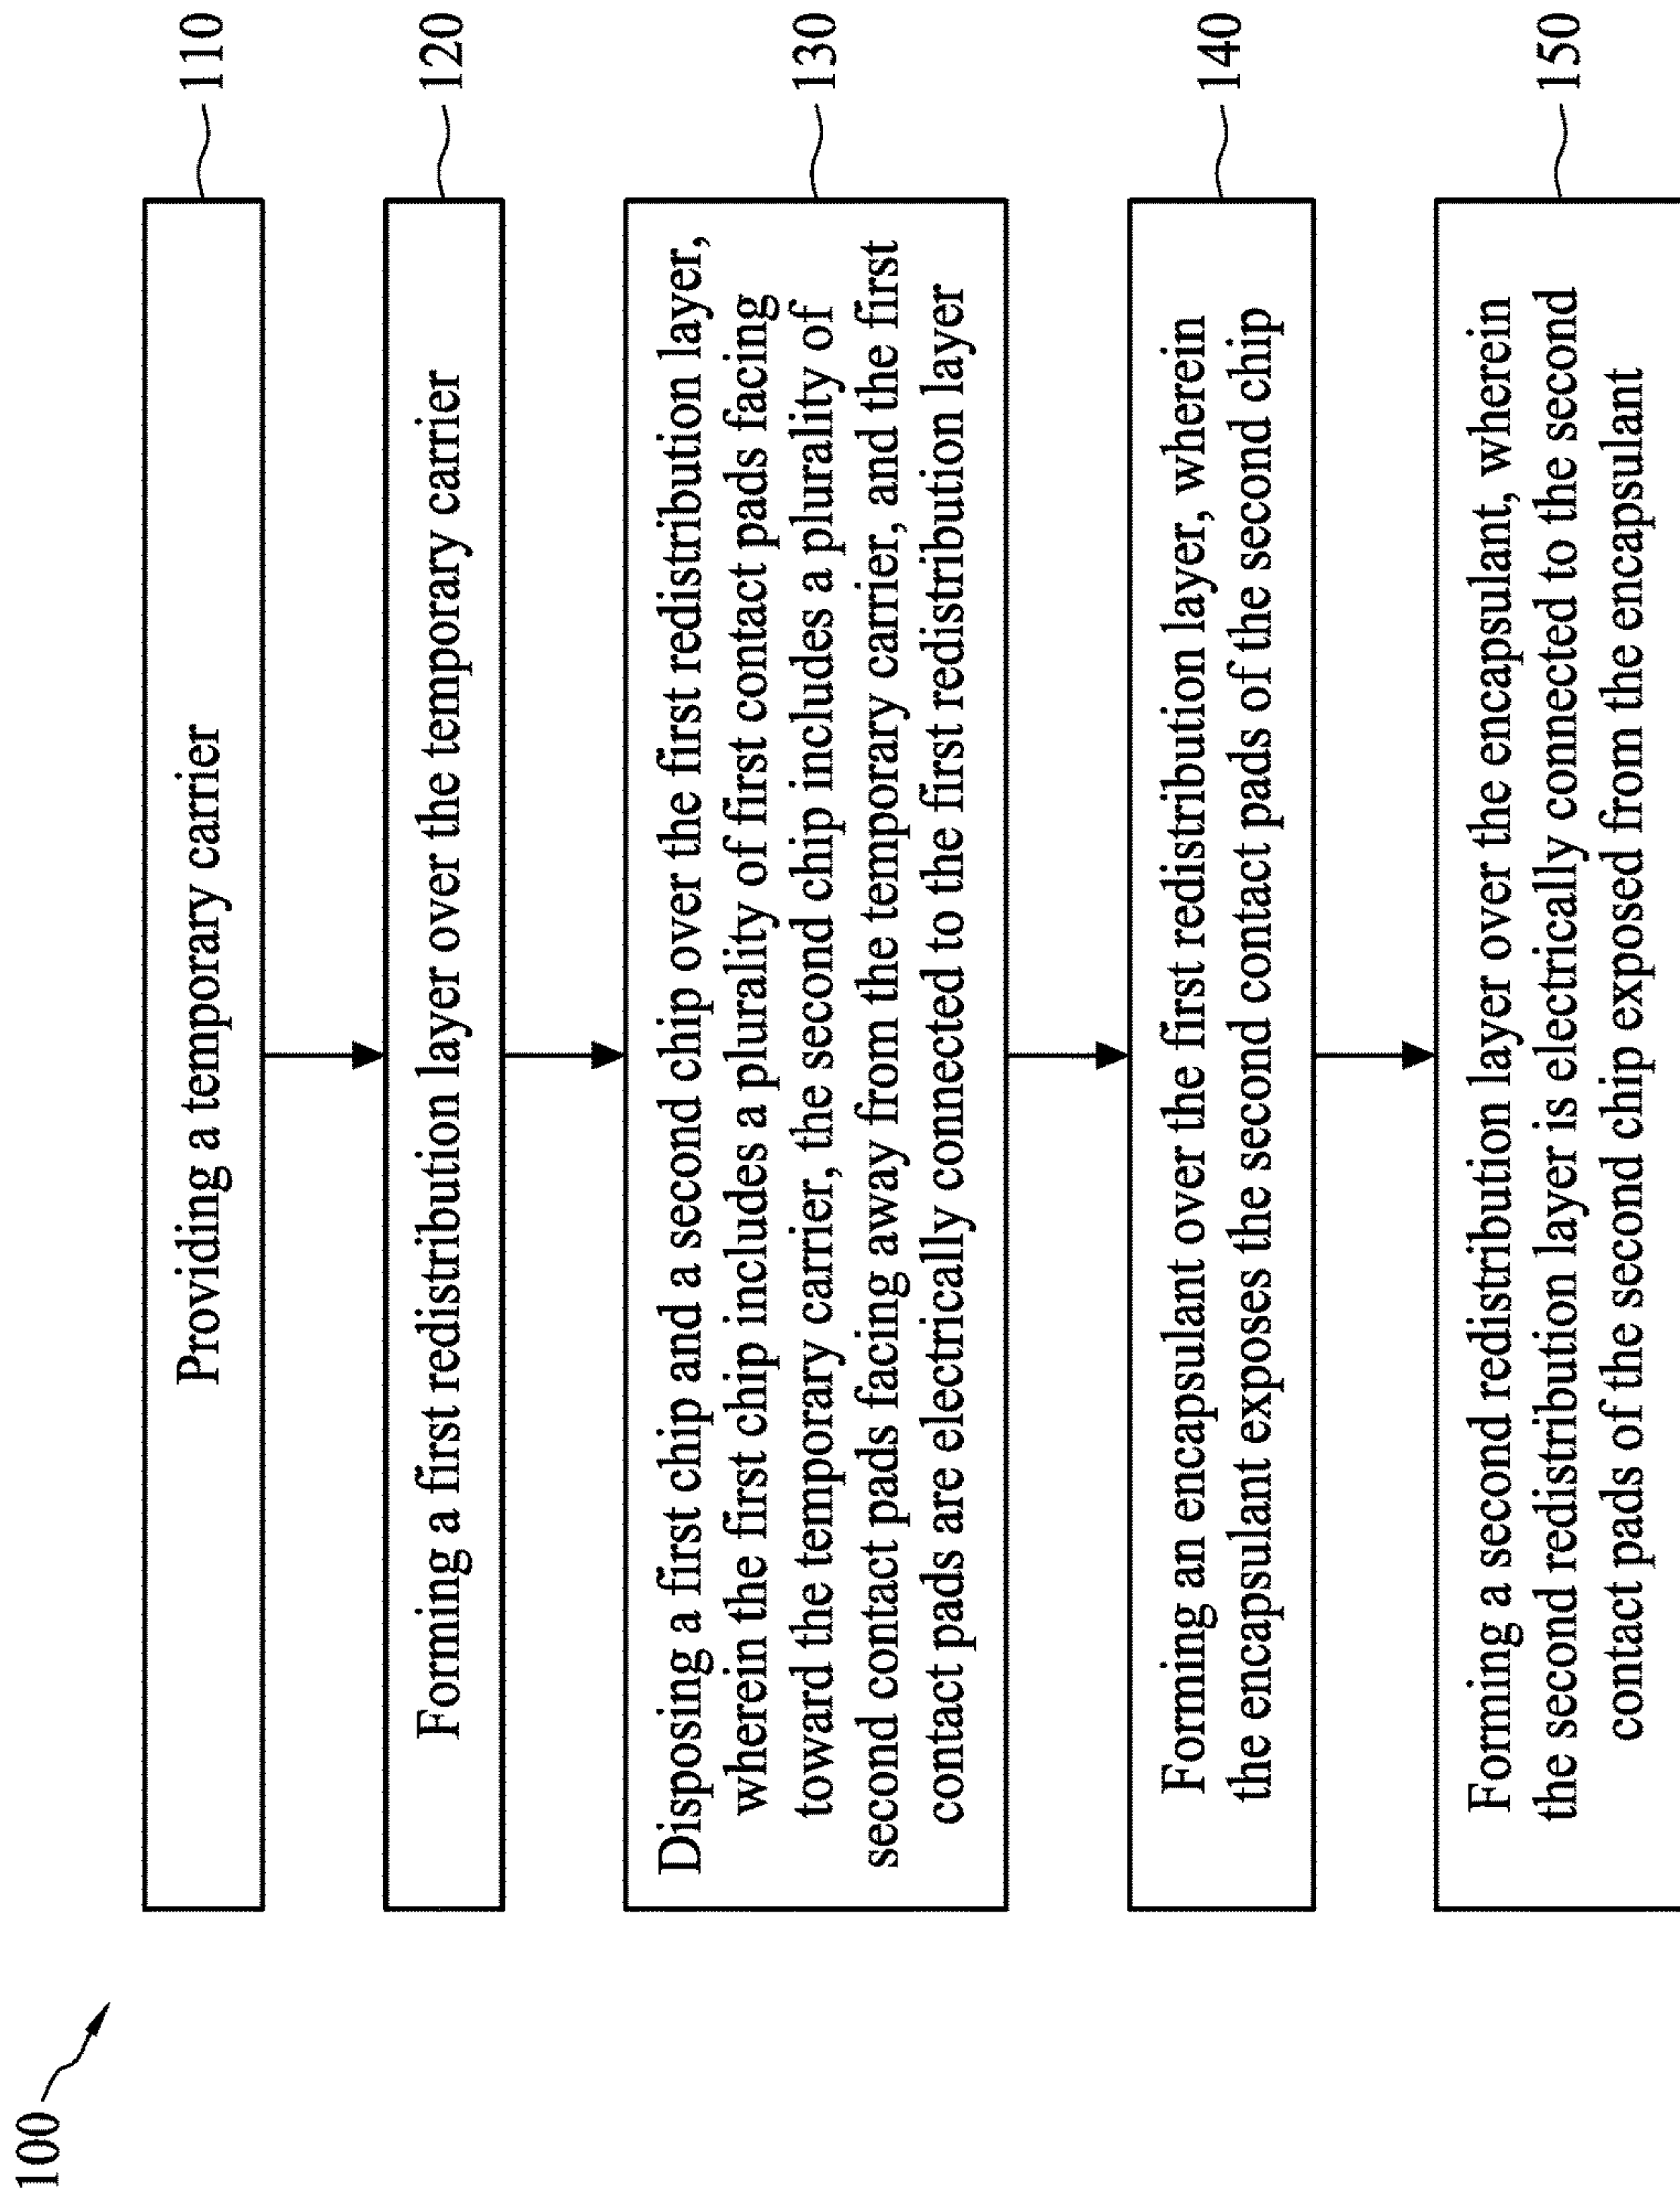 100
Providing a temporary carrier
110
Forming a first redistribution layer over the temporary carrier
120
Disposing a first chip and a second chip over the first redistribution layer,
wherein the first chip includes a plurality of first contact pads facing
toward the temporary carrier, the second chip includes a plurality of
second contact pads facing away from the temporary carrier, and the first
contact pads are electrically connected to the first redistribution layer
130
Forming an encapsulant over the first redistribution layer, wherein
the encapsulant exposes the second contact pads of the second chip
140
Forming a second redistribution layer over the encapsulant, wherein
the second redistribution layer is electrically connected to the second
contact pads of the second chip exposed from the encapsulant
150